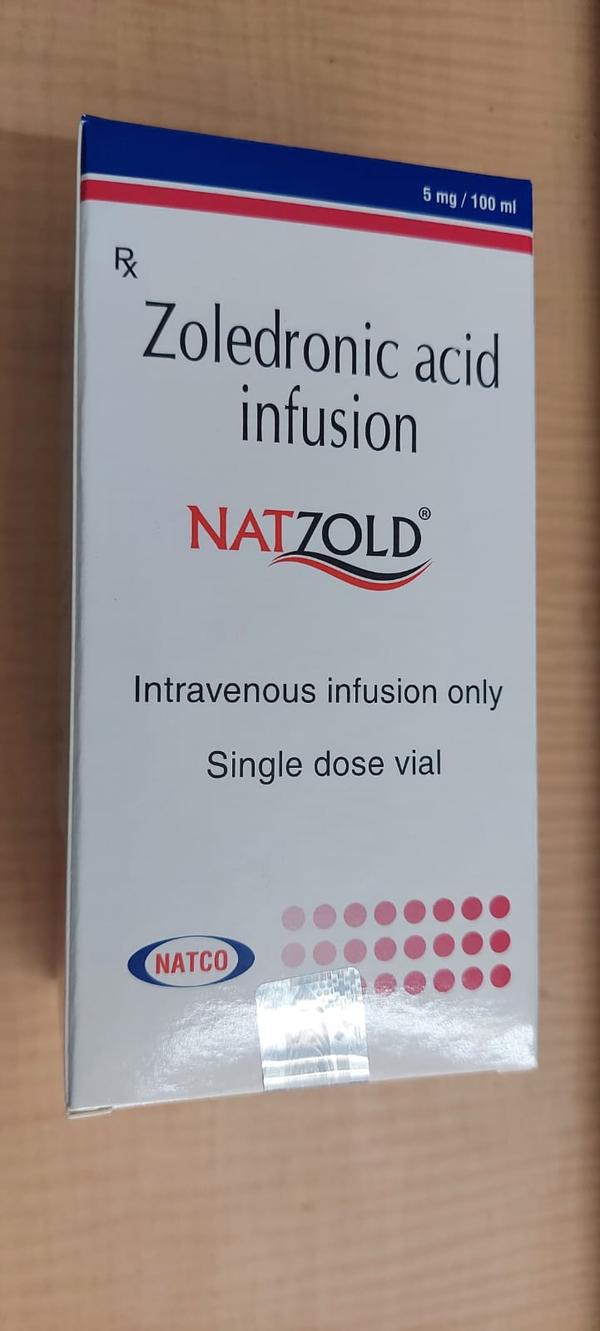 5 mg / 100 ml
Rx
Zoledronic acid
infusion
NATZOLD®
Intravenous infusion only
Single dose vial
NATCO